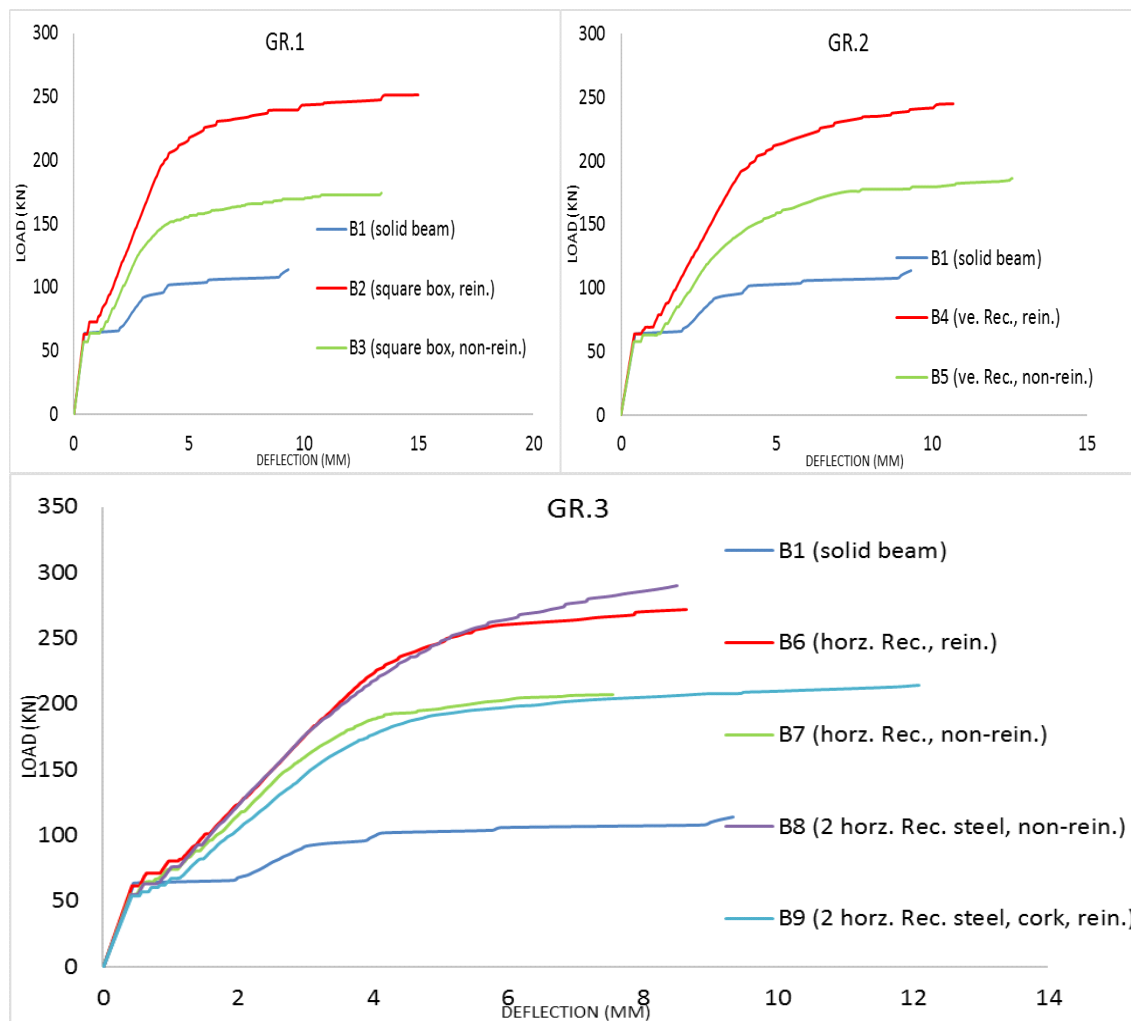 GR.1
300
250
200
150
100
50
0
LOAD (KN)
B1 (solid beam)
B2 (square box, rein.)
B3 (square box, non-rein.)
0 5 10 15 20
DEFLECTION (MM)
GR.2
300
250
200
150
100
50
0
LOAD (KN)
B1 (solid beam)
B4 (ve. Rec., rein.)
B5 (ve. Rec., non-rein.)
0 5 10 15
DEFLECTION (MM)
GR.3
350
300
250
200
150
100
50
0
LOAD (KN)
B1 (solid beam)
B6 (horz. Rec., rein.)
B7 (horz. Rec., non-rein.)
B8 (2 horz. Rec. steel, non-rein.)
B9 (2 horz. Rec. steel, cork, rein.)
0 2 4 6 8 10 12 14
DEFLECTION (MM)